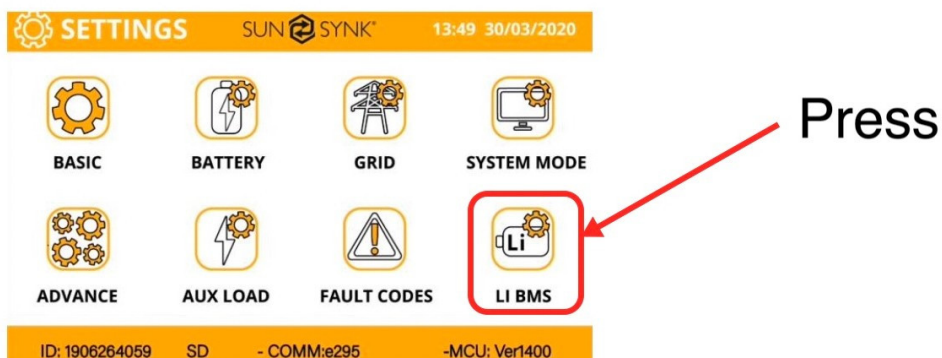 SETTINGS SUN SYNK® 13:49 30/03/2020
Press
BASIC BATTERY GRID SYSTEM MODE
Li
ADVANCE AUX LOAD FAULT CODES LI BMS
ID: 1906264059 SD - COMM:e295 -MCU: Ver1400